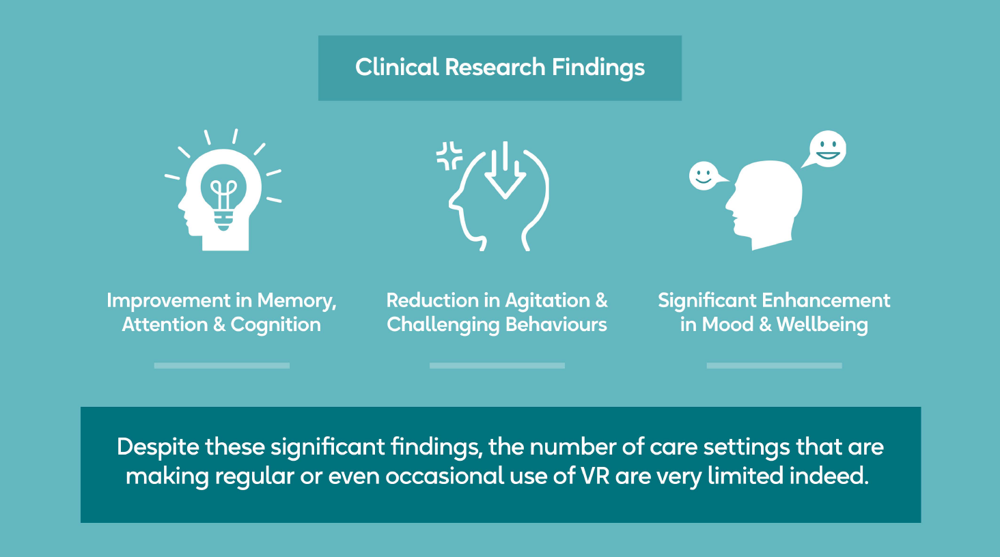 Clinical Research Findings
Improvement in Memory,
Attention & Cognition
Reduction in Agitation &
Challenging Behaviours
Significant Enhancement
in Mood & Wellbeing
Despite these significant findings, the number of care settings that are
making regular or even occasional use of VR are very limited indeed.